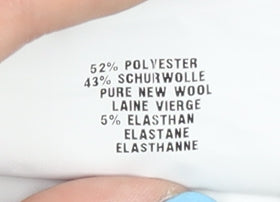 52% POLYESTER
43% SCHURWOLLE
PURE NEW WOOL
LAINE VIERGE
5% ELASTHAN
ELASTANE
ELASTHANNE